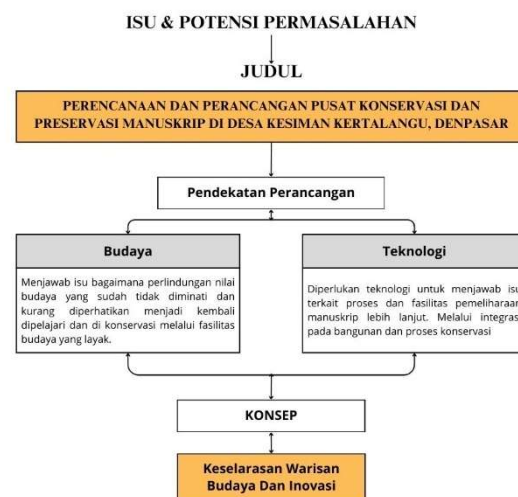 ISU & POTENSI PERMASALAHAN
JUDUL
PERENCANAAN DAN PERANCANGAN PUSAT KONSERVASI DAN
PRESERVASI MANUSKRIP DI DESA KESIMAN KERTALANGU, DENPASAR
Pendekatan Perancangan
Budaya
Menjawab isu bagaimana perlindungan nilai
budaya yang sudah tidak diminati dan
kurang diperhatikan menjadi kembali
dipelajari dan di konservasi melalui fasilitas
budaya yang layak.
Teknologi
Diperlukan teknologi untuk menjawab isu
terkait proses dan fasilitas pemeliharaan
manuskrip lebih lanjut. Melalui integras
pada bangunan dan proses konservasi
KONSEP
Keselarasan Warisan
Budaya Dan Inovasi